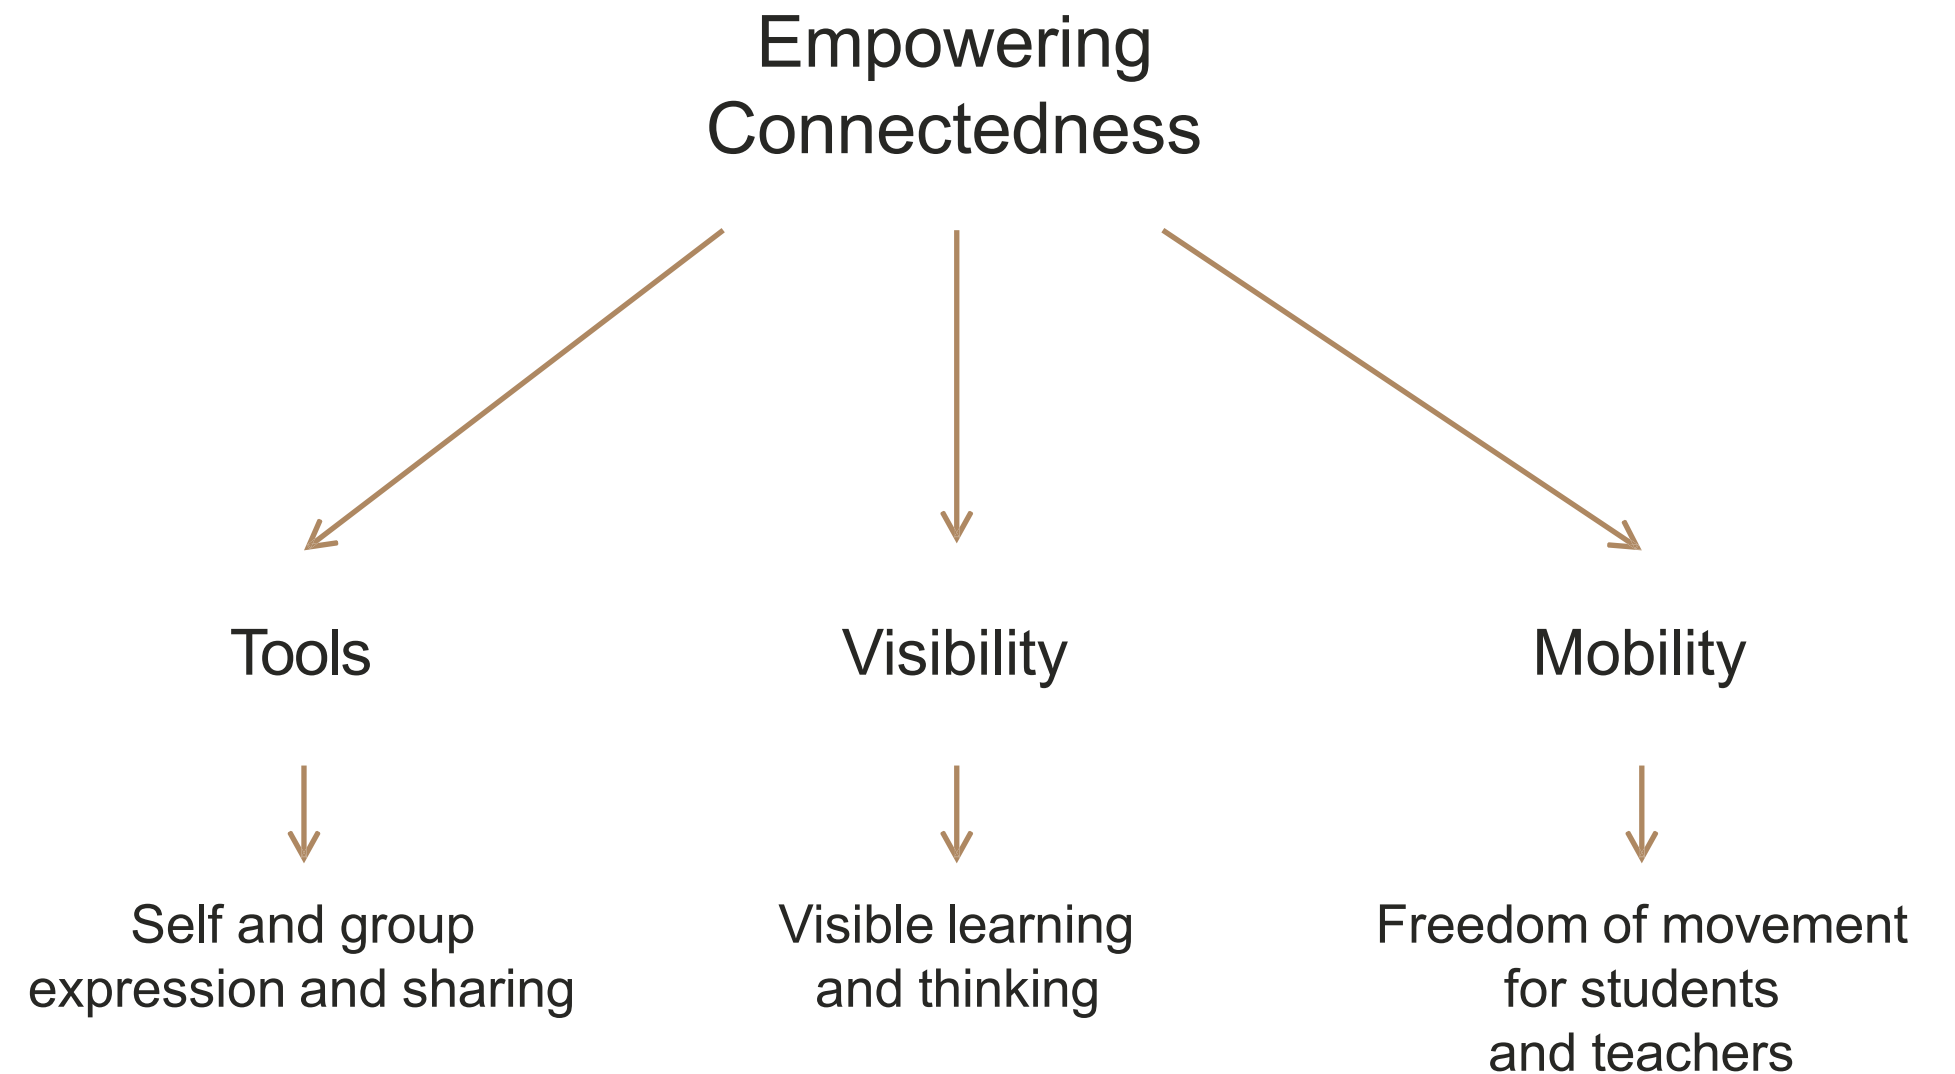 Empowering
Connectedness
Tools
Visibility
Mobility
Self and group
expression and sharing
Visible learning
and thinking
Freedom of movement
for students
and teachers